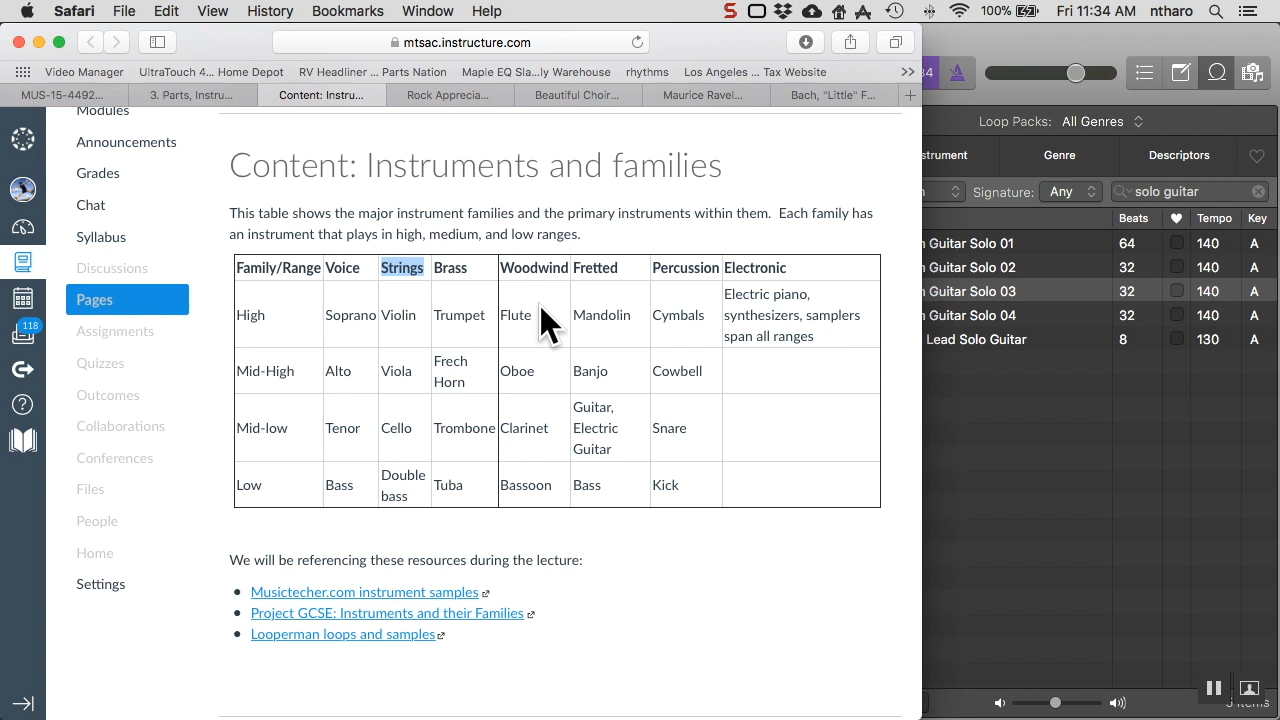 Safari File Edit View History Bookmarks Window Help 100% Fri 11:34 AM ntharo
mtsac.instructure.com
Video Manager UltraTouch 4... Home Depot RV Headliner ... Parts Nation Maple EQ Sla...ly Warehouse rhythms Los Angeles ... Tax Website
MUS-15-4492... 3. Parts, Instru... Content: Instru... Rock Apprecia... Beautiful Choir... Maurice Ravel... Bach, "Little" F...
Modules
Announcements
Grades
Chat
Syllabus
Discussions
Pages
Assignments
118
Quizzes
Outcomes
Collaborations
Conferences
Files
People
Home
Settings
Content: Instruments and families
This table shows the major instrument families and the primary instruments within them. Each family has
an instrument that plays in high, medium, and low ranges.
Family/Range Voice Strings Brass Woodwind Fretted Percussion Electronic
High Soprano Violin Trumpet Flute Mandolin Cymbals Electric piano,
synthesizers, samplers
span all ranges
Mid-High Alto Viola Frech
Horn Oboe Banjo Cowbell
Mid-low Tenor Cello Trombone Clarinet Guitar,
Electric
Guitar Snare
Low Bass Double
bass Tuba Bassoon Bass Kick
We will be referencing these resources during the lecture:
Musictecher.com instrument samples
Project GCSE: Instruments and their Families
Looperman loops and samples
34
Loop Packs: All Genres
strument Genre Descriptors
Signature: Any solo guitar
Beats Tempo Key
Guitar Solo 01 64 140 A
Guitar Solo 02 32 140 A
Guitar Solo 03 32 140 A
Guitar Solo 04 32 140 A
Lead Solo Guitar 8 130 A
items